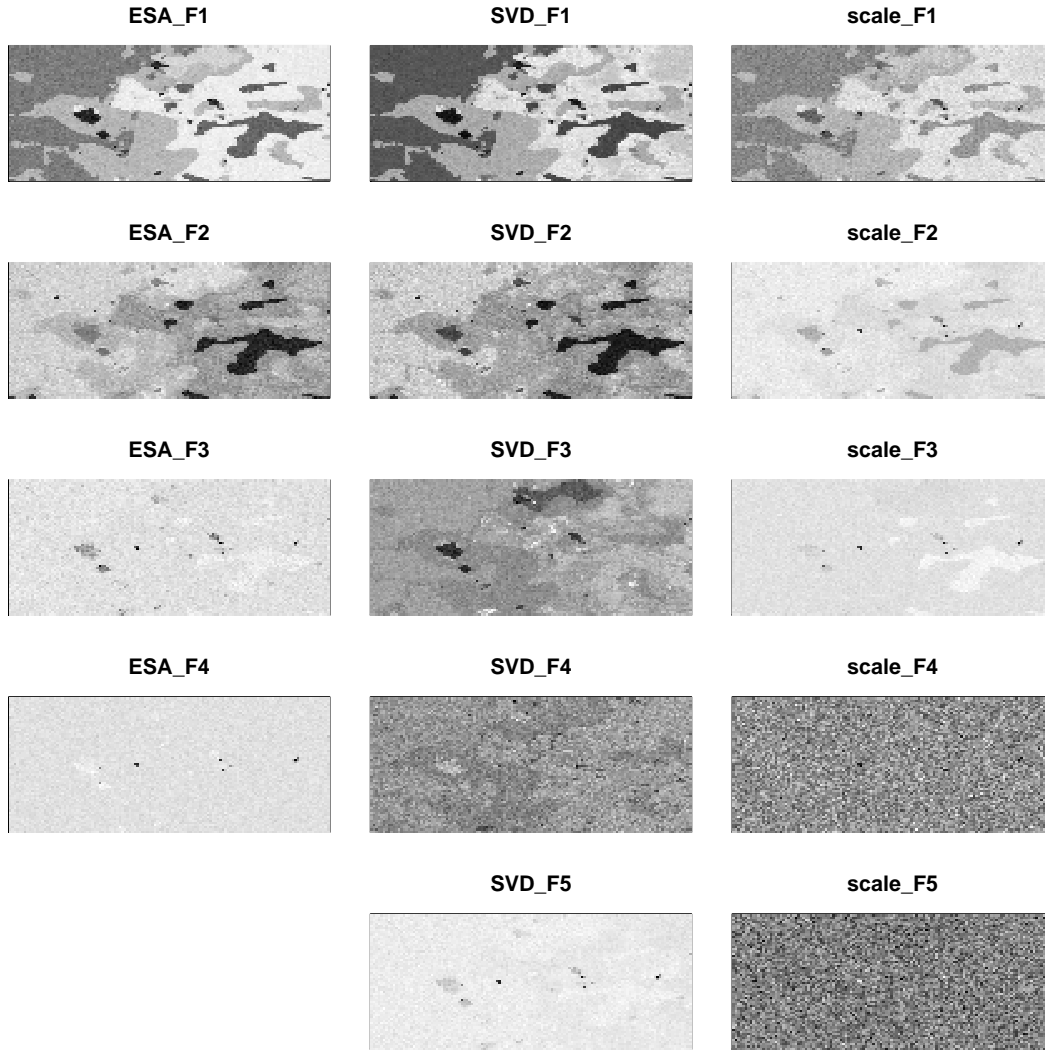 ESA_F1 SVD_F1 scale_F1
ESA_F2 SVD_F2 scale_F2
ESA_F3 SVD_F3 scale_F3
ESA_F4 SVD_F4 scale_F4
SVD_F5 scale_F5